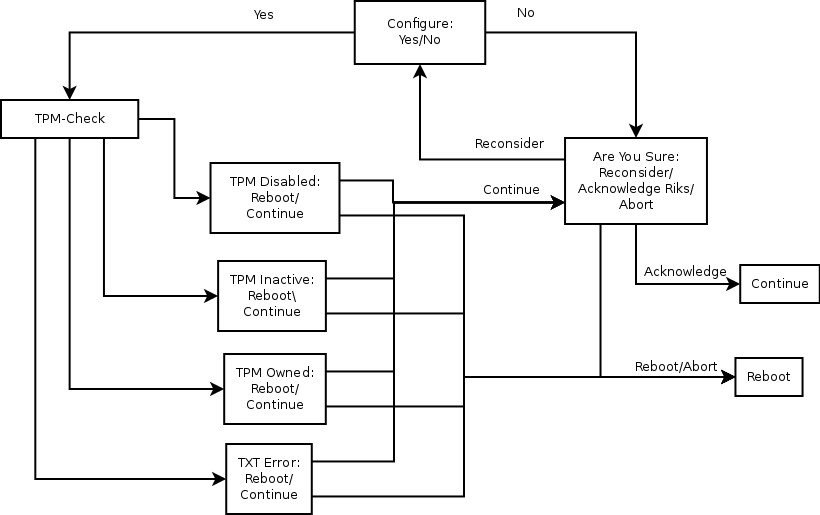 Yes
Configure:
Yes/No
No
TPM-Check
Reconsider
Are You Sure:
Reconsider/
Acknowledge Riks/
Abort
TPM Disabled:
Reboot/
Continue
Continue
TPM Inactive:
Reboot\
Continue
Acknowledge
Continue
TPM Owned:
Reboot/
Continue
Reboot/Abort
Reboot
TXT Error:
Reboot/
Continue